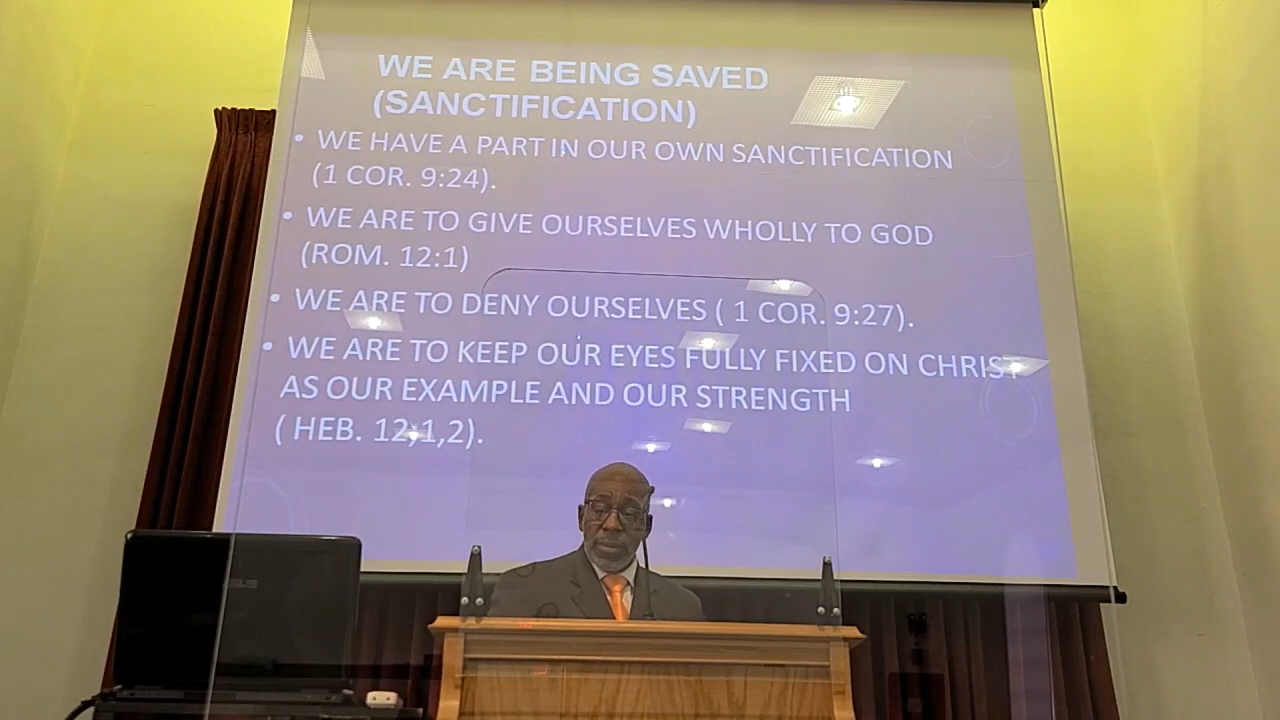 WE ARE BEING SAVED
(SANCTIFICATION)
• WE HAVE A PART IN OUR OWN SANCTIFICATION
(1 COR. 9:24).
• WE ARE TO GIVE OURSELVES WHOLLY TO GOD
(ROM. 12:1)
• WE ARE TO DENY OURSELVES ( 1 COR. 9:27).
• WE ARE TO KEEP OUR EYES FULLY FIXED ON CHRIST
AS OUR EXAMPLE AND OUR STRENGTH
( HEB. 12;1,2).
ASUS